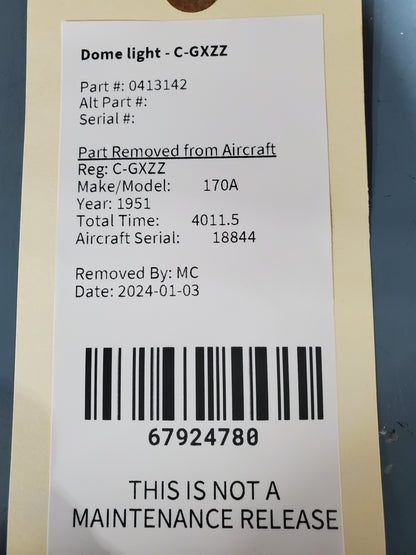 Dome light - C-GXZZ
Part #: 0413142
Alt Part #:
Serial #:
Part Removed from Aircraft
Reg: C-GXZZ
Make/Model: 170A
Year: 1951
Total Time: 4011.5
Aircraft Serial: 18844
Removed By: MC
Date: 2024-01-03
67924780
THIS IS NOT A
MAINTENANCE RELEASE